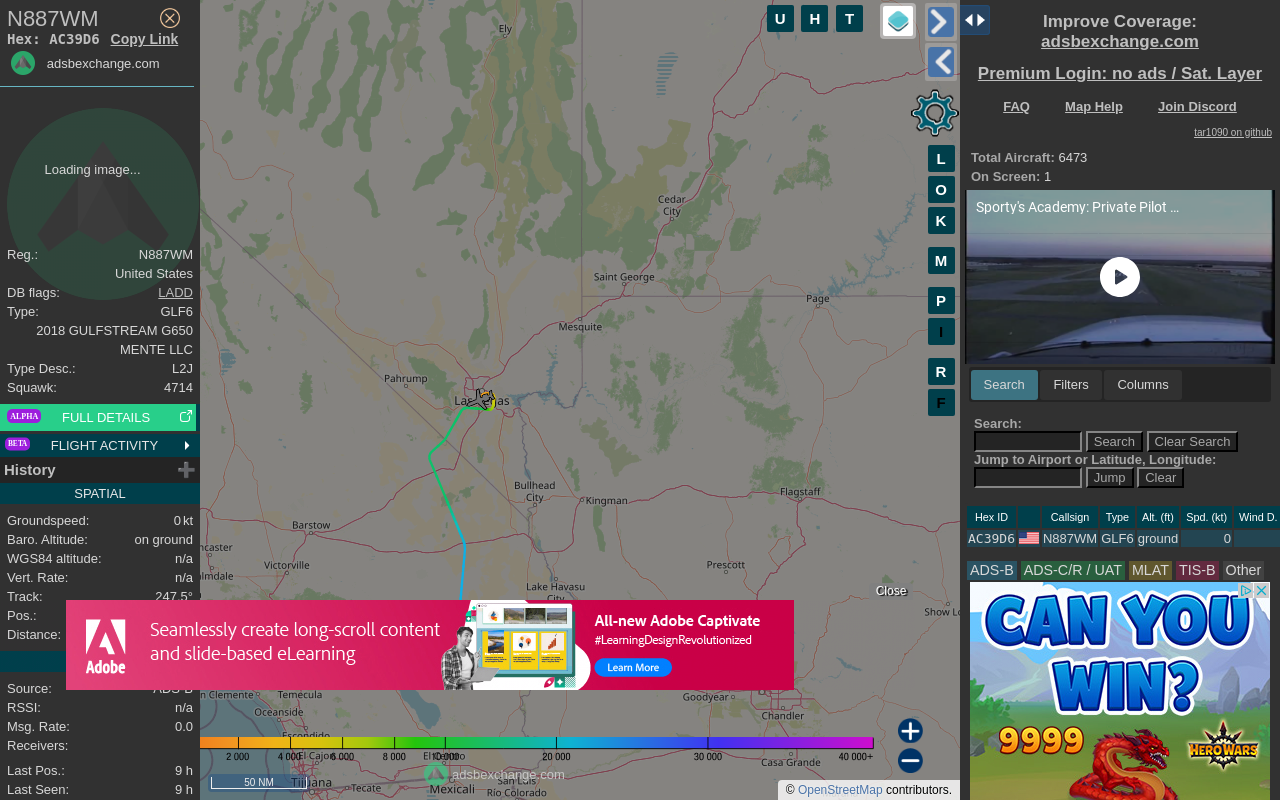 N887WM
Hex: AC39D6 Copy Link
adsbexchange.com
Loading image...
Reg.: N887WM
United States
DB flags: LADD
Type: GLF6
2018 GULFSTREAM G650
MENTE LLC
Type Desc.: L2J
Squawk: 4714
ALPHA FULL DETAILS
BETA FLIGHT ACTIVITY
History
SPATIAL
Groundspeed: 0 kt
Baro. Altitude: on ground
WGS84 altitude: n/a
Vert. Rate: n/a
Track: 247.5°
Pos.:
Distance:
Source: ADS-B
RSSI: n/a
Msg. Rate: 0.0
Receivers:
Last Pos.: 9 h
Last Seen: 9 h
Ely
Cedar
City
Saint George
Page
Mesquite
Pahrump
Las
as
Bullhead
City
Kingman
Flagstaff
Barstow
ncaster
Victorville
almdale
Prescott
Lake Havasu
City
Show Lo
Close
Adobe
Seamlessly create long-scroll content
and slide-based eLearning
All-new Adobe Captivate
#LearningDesignRevolutionized
Learn More
n Clemente
Temecula
Oceanside
Escondido
El Cajon
Goodyear
Chandler
Casa Grande
El Centro
Tijuana
Tecate
Mexicali
San Luis
Río Colorado
2 000 4 000 6 000 8 000 20 000 30 000 40 000+
adsbexchange.com
50 NM
© OpenStreetMap contributors.
U H T
L
O
K
M
P
I
R
F
Improve Coverage:
adsbexchange.com
Premium Login: no ads / Sat. Layer
FAQ Map Help Join Discord
tar1090 on github
Total Aircraft: 6473
On Screen: 1
Sporty's Academy: Private Pilot ...
Search Filters Columns
Search:
Search Clear Search
Jump to Airport or Latitude, Longitude:
Jump Clear
Hex ID Callsign Type Alt. (ft) Spd. (kt) Wind D.
AC39D6 N887WM GLF6 ground 0
ADS-B ADS-C/R / UAT MLAT TIS-B Other
CAN YOU
WIN?
9999
HERO WARS